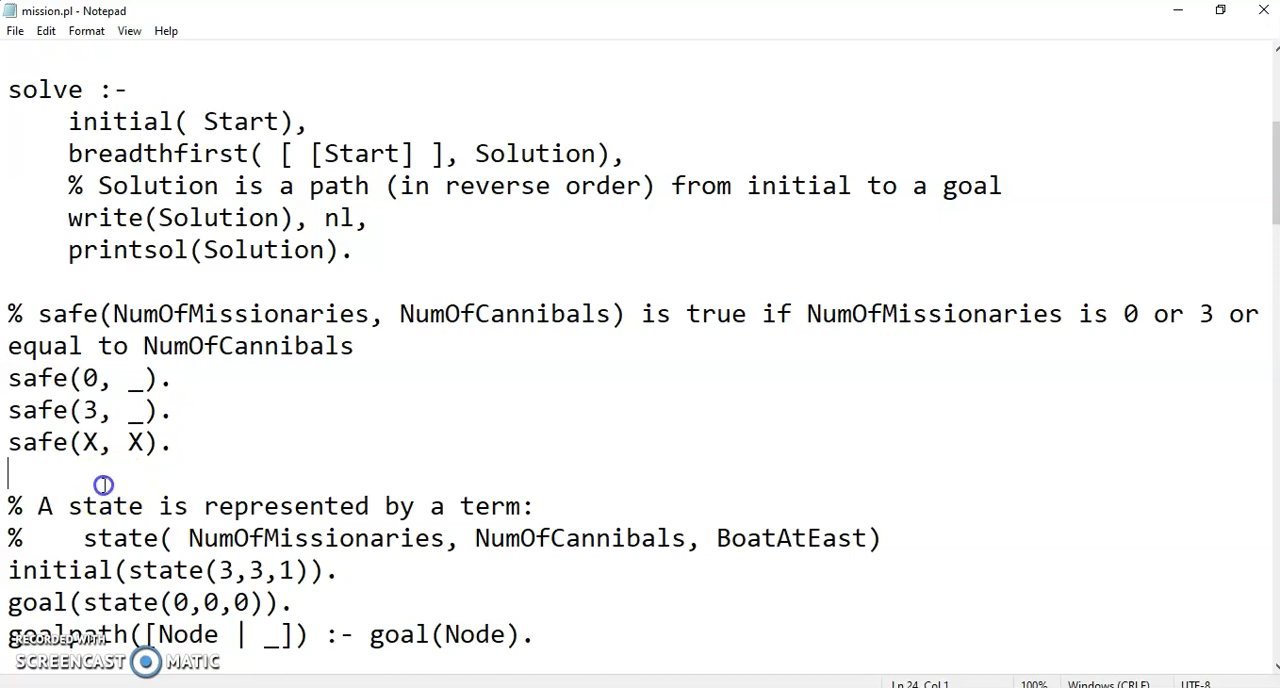 mission.pl - Notepad
File Edit Format View Help
solve :-
initial( Start),
breadthfirst( [ [Start] ], Solution),
% Solution is a path (in reverse order) from initial to a goal
write(Solution), nl,
printsol(Solution).
% safe(NumOfMissionaries, NumOfCannibals) is true if NumOfMissionaries is 0 or 3 or
equal to NumOfCannibals
safe(0, _).
safe(3, _).
safe(X, X).
% A state is represented by a term:
% state( NumOfMissionaries, NumOfCannibals, BoatAtEast)
initial(state(3,3,1)).
goal(state(0,0,0)).
goalpath([Node | _]) :- goal(Node).
RECORDED WITH
SCREENCAST MATIC
Ln 24, Col 1 100% Windows (CRLF) UTF-8